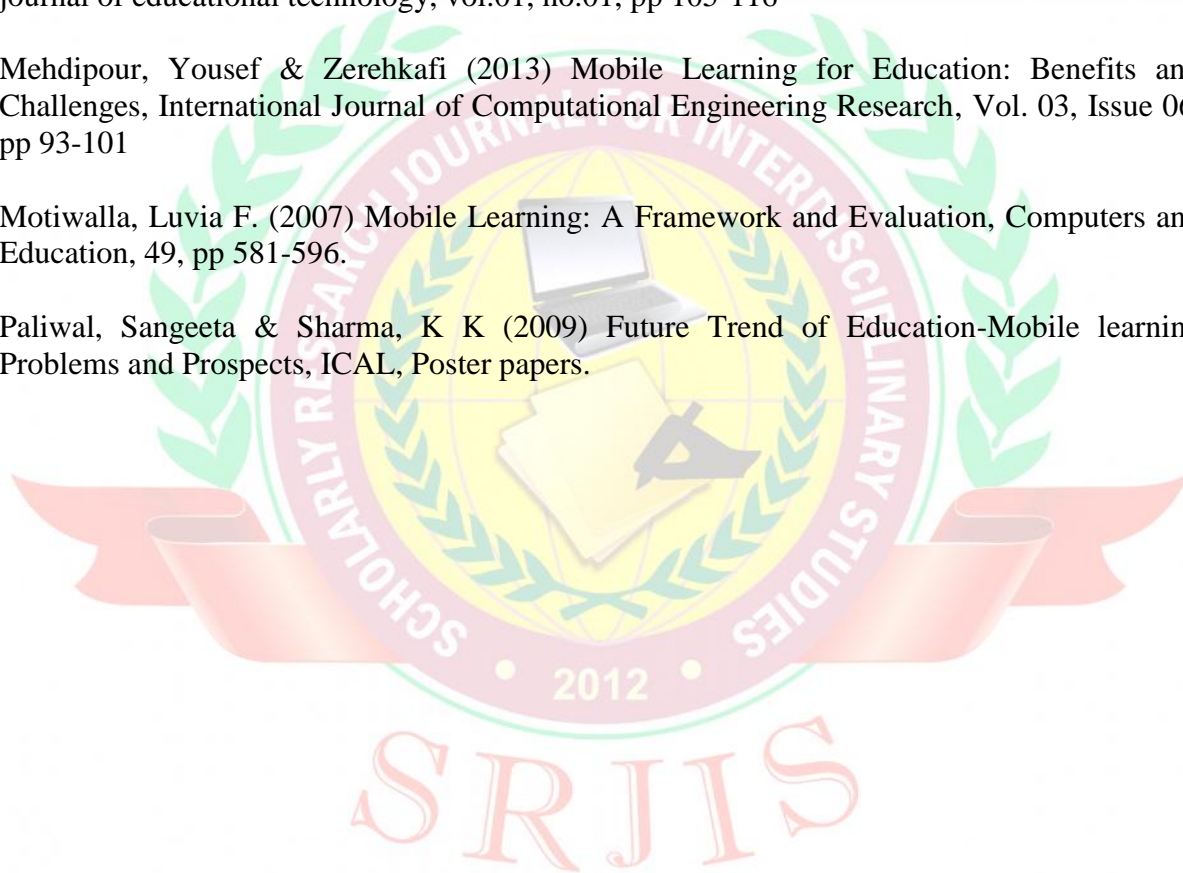 journal of educational technology, vol.01, no.01, pp 105-116
Mehdipour, Yousef & Zerehkafi (2013) Mobile Learning for Education: Benefits an
Challenges, International Journal of Computational Engineering Research, Vol. 03, Issue 06
pp 93-101
Motiwalla, Luvia F. (2007) Mobile Learning: A Framework and Evaluation, Computers an
Education, 49, pp 581-596.
Paliwal, Sangeeta & Sharma, K K (2009) Future Trend of Education-Mobile learnin
Problems and Prospects, ICAL, Poster papers.
SCHOLARLY RESEARCH JOURNAL FOR INTERDISCIPLINARY STUDIES
• 2012 •
SRJIS